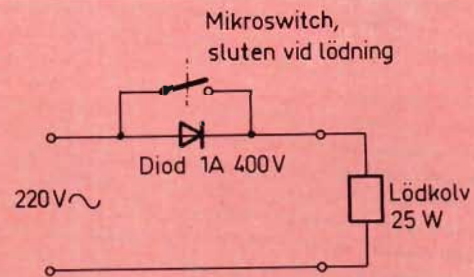 Mikroswitch,
sluten vid lödning
Diod 1A 400V
220V~
Lödkolv
25 W